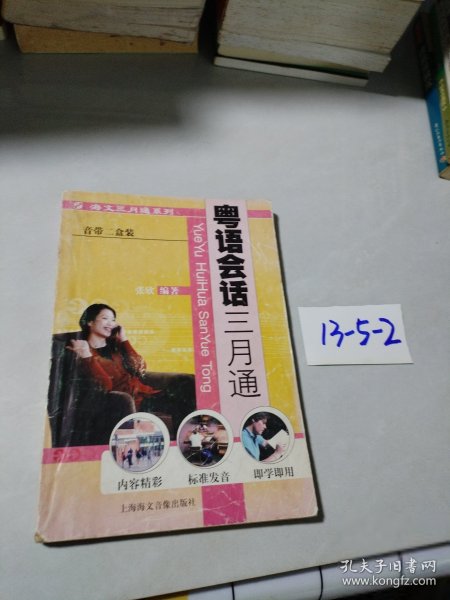 海文三月通系列
音带二盒装
张欣 编著
粤语会话三月通
YueYu HuiHua SanYue Tong
内容精彩
标准发音
即学即用
上海海文音像出版社
13-5-2
孔夫子旧书网
www.kongfz.com